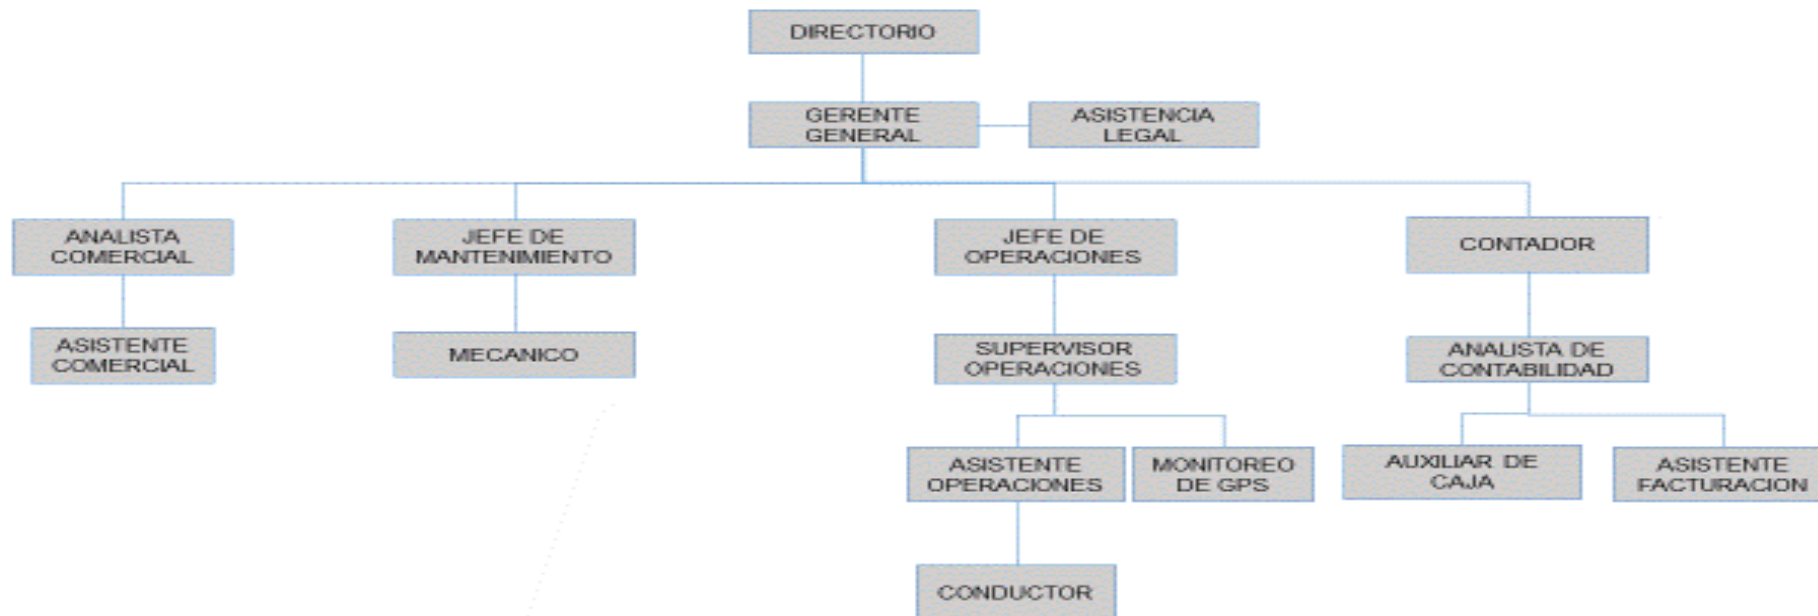 DIRECTORIO
GERENTE
GENERAL
ASISTENCIA
LEGAL
ANALISTA
COMERCIAL
JEFE DE
MANTENIMIENTO
JEFE DE
OPERACIONES
CONTADOR
ASISTENTE
COMERCIAL
MECANICO
SUPERVISOR
OPERACIONES
ANALISTA DE
CONTABILIDAD
ASISTENTE
OPERACIONES
MONITOREO
DE GPS
AUXILIAR DE
CAJA
ASISTENTE
FACTURACION
CONDUCTOR